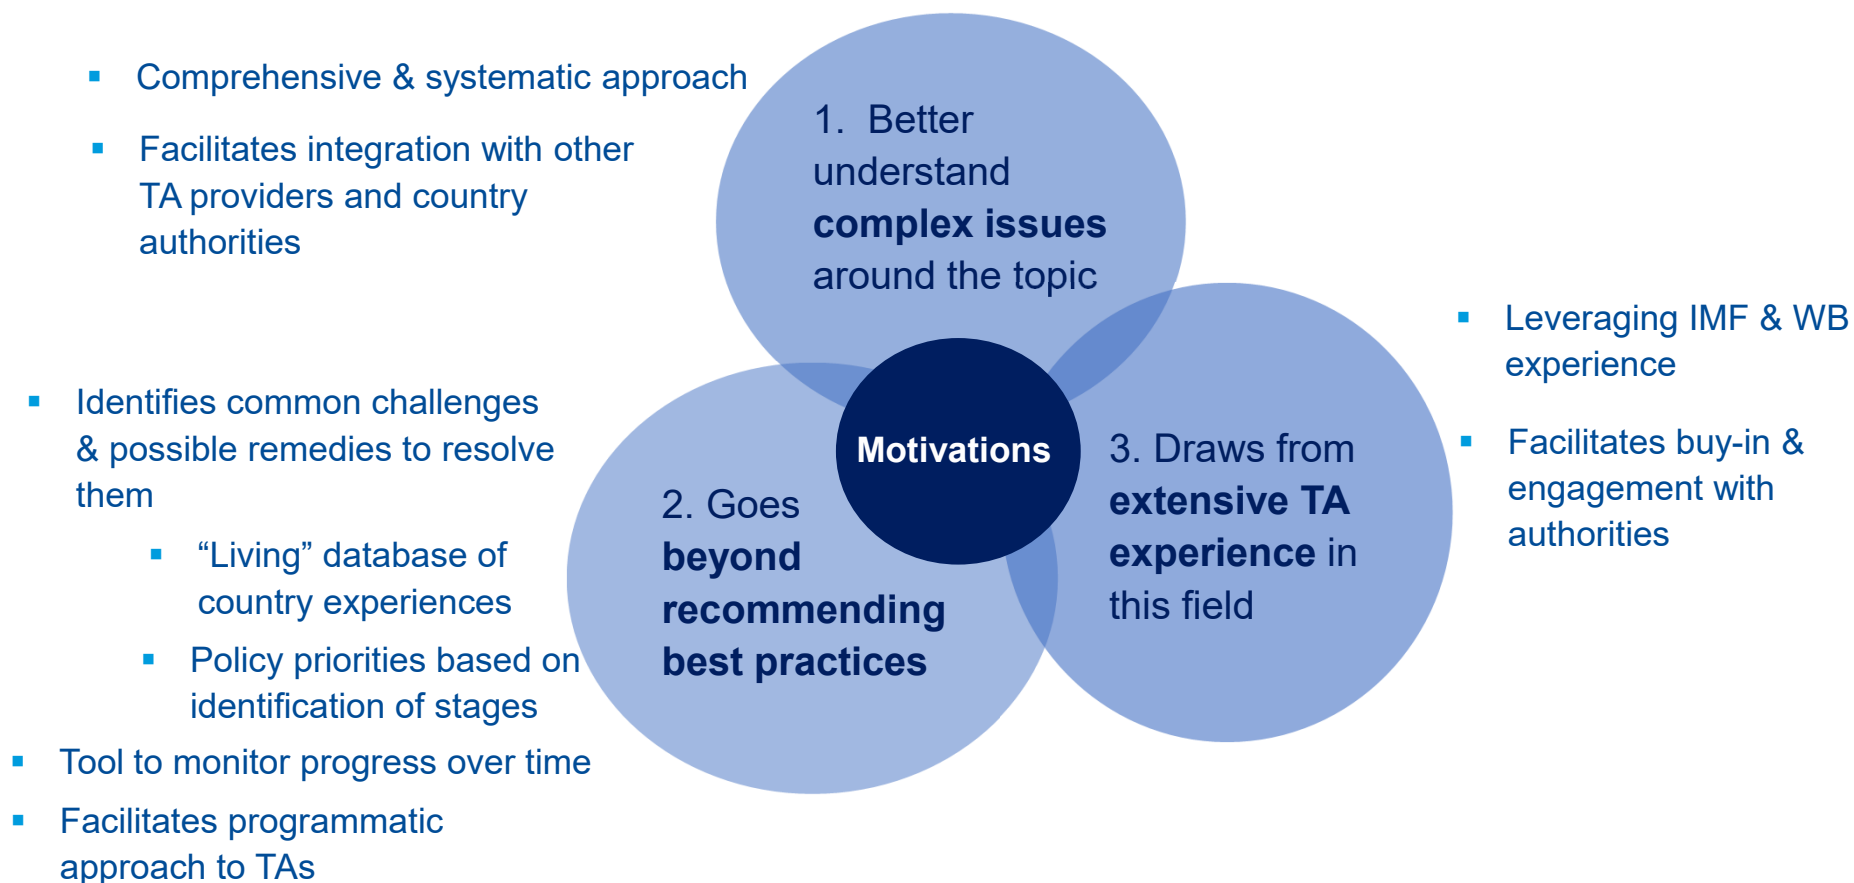 Comprehensive & systematic approach
Facilitates integration with other
TA providers and country
authorities
1. Better
understand
complex issues
around the topic
Identifies common challenges
& possible remedies to resolve
them
“Living” database of
country experiences
Policy priorities based on
identification of stages
Tool to monitor progress over time
Facilitates programmatic
approach to TAs
2. Goes
beyond
recommending
best practices
Motivations
3. Draws from
extensive TA
experience in
this field
Leveraging IMF & WB
experience
Facilitates buy-in &
engagement with
authorities